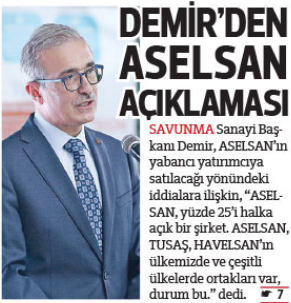 DEMİR'DEN
ASELSAN
AÇIKLAMASI
SAVUNMA Sanayi Baş-
kanı Demir, ASELSAN'ın
yabancı yatırımcıya
satılacağı yönündeki
iddialara ilişkin, “ASEL-
SAN, yüzde 25'i halka
açık bir şirket. ASELSAN,
TUSAŞ, HAVELSAN'ın
ülkemizde ve çeşitli
ülkelerde ortakları var,
durum bu.” dedi. ☛ 7